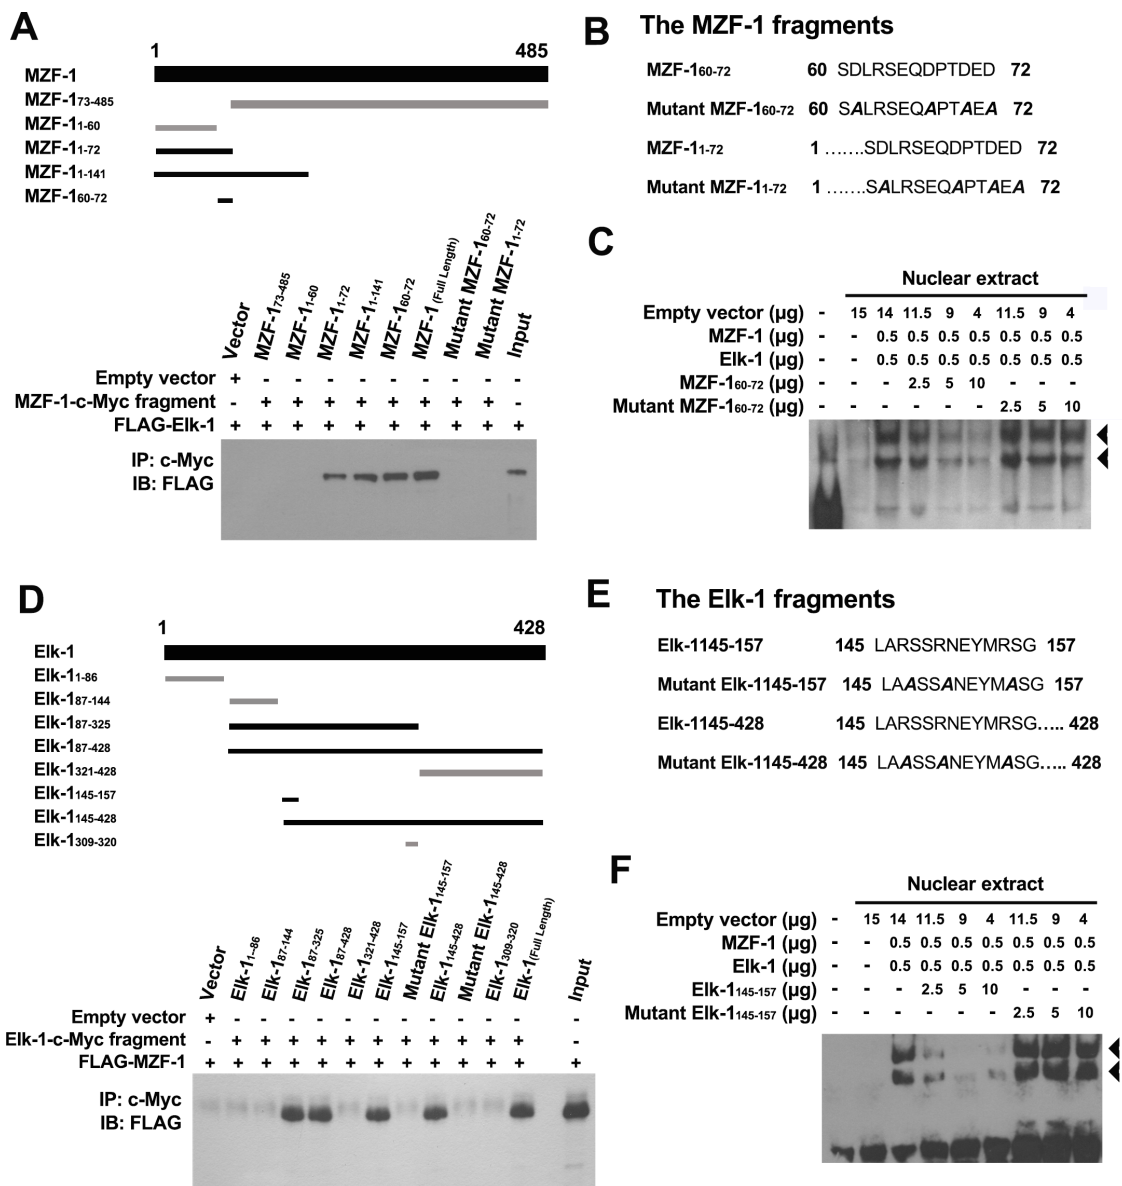 A
1 485
MZF-1
MZF-173-485
MZF-11-60
MZF-11-72
MZF-11-141
MZF-160-72
Vector MZF-173-485 MZF-11-60 MZF-11-72 MZF-11-141 MZF-160-72 MZF-1(Full Length) Mutant MZF-160-72 Mutant MZF-11-72 Input
Empty vector + - - - - - - - - -
MZF-1-c-Myc fragment - + + + + + + + + -
FLAG-Elk-1 + + + + + + + + + +
IP: c-Myc
IB: FLAG
B The MZF-1 fragments
MZF-160-72 60 SDLRSEQDPTDED 72
Mutant MZF-160-72 60 SALRSEQAPTAEA 72
MZF-11-72 1 .......SDLRSEQDPTDED 72
Mutant MZF-11-72 1 ......SALRSEQAPTAEA 72
C
Nuclear extract
Empty vector (µg) - 15 14 11.5 9 4 11.5 9 4
MZF-1 (µg) - - 0.5 0.5 0.5 0.5 0.5 0.5 0.5
Elk-1 (µg) - - 0.5 0.5 0.5 0.5 0.5 0.5 0.5
MZF-160-72 (µg) - - - 2.5 5 10 - - -
Mutant MZF-160-72 (µg) - - - - - - 2.5 5 10
D
1 428
Elk-1
Elk-11-86
Elk-187-144
Elk-187-325
Elk-187-428
Elk-1321-428
Elk-1145-157
Elk-1145-428
Elk-1309-320
Vector Elk-11-86 Elk-187-144 Elk-187-325 Elk-187-428 Elk-1321-428 Elk-1145-157 Mutant Elk-1145-157 Elk-1145-428 Mutant Elk-1145-428 Elk-1309-320 Elk-1(Full Length) Input
Empty vector + - - - - - - - - - - - -
Elk-1-c-Myc fragment - + + + + + + + + + + + -
FLAG-MZF-1 + + + + + + + + + + + + +
IP: c-Myc
IB: FLAG
E The Elk-1 fragments
Elk-1145-157 145 LARSSRNEYMRSG 157
Mutant Elk-1145-157 145 LAASSANEYMASG 157
Elk-1145-428 145 LARSSRNEYMRSG..... 428
Mutant Elk-1145-428 145 LAASSANEYMASG..... 428
F
Nuclear extract
Empty vector (µg) - 15 14 11.5 9 4 11.5 9 4
MZF-1 (µg) - - 0.5 0.5 0.5 0.5 0.5 0.5 0.5
Elk-1 (µg) - - 0.5 0.5 0.5 0.5 0.5 0.5 0.5
Elk-1145-157 (µg) - - - 2.5 5 10 - - -
Mutant Elk-1145-157 (µg) - - - - - - 2.5 5 10